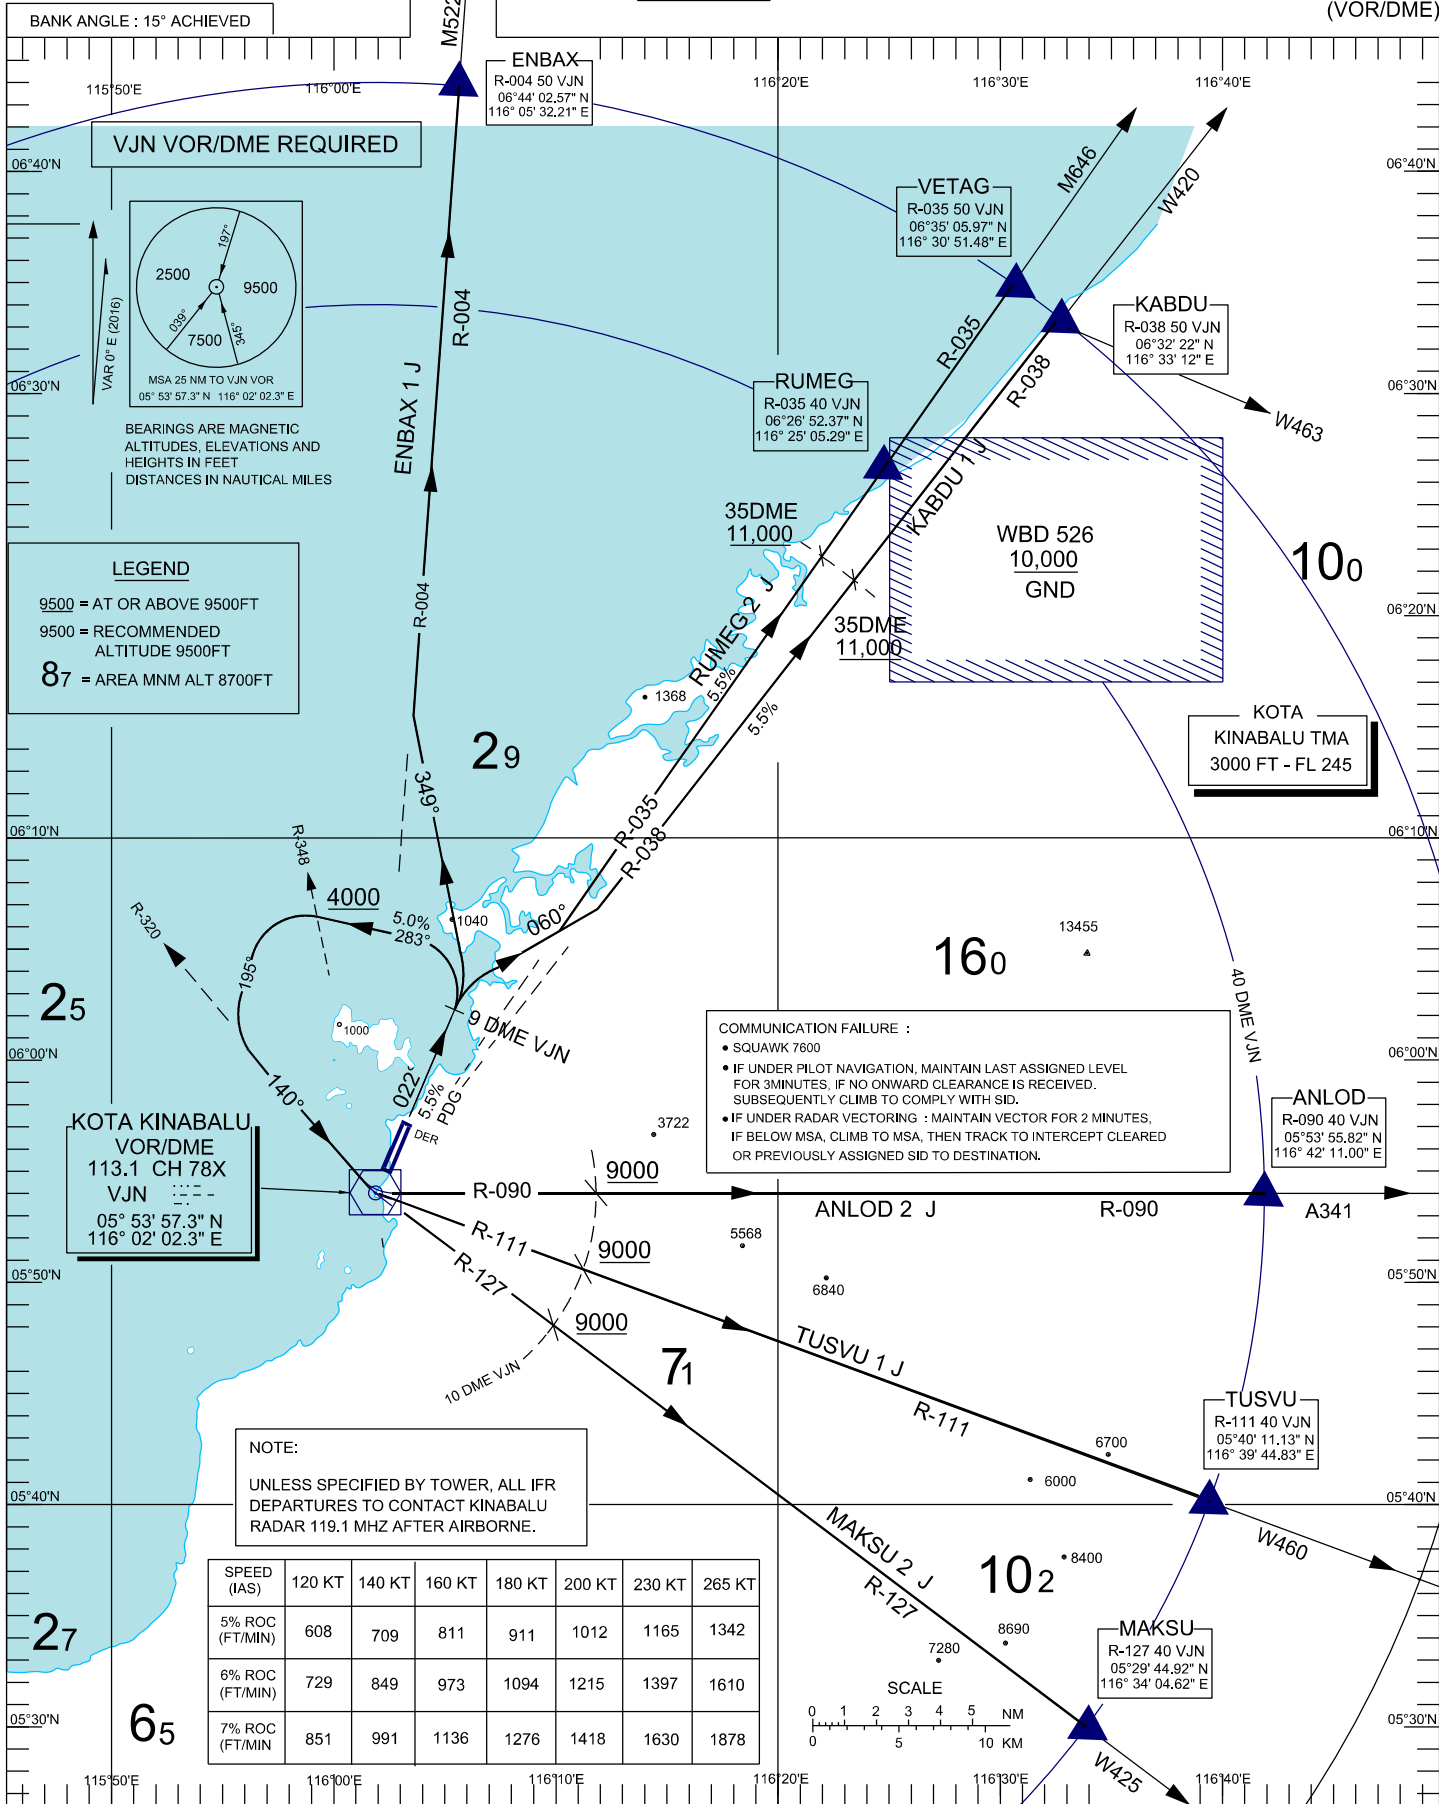 BANK ANGLE : 15° ACHIEVED
(VOR/DME)
M522
ENBAX
R-004 50 VJN
06°44' 02.57" N
116° 05' 32.21" E
115°50'E
116°00'E
116°20'E
116°30'E
116°40'E
VJN VOR/DME REQUIRED
06°40'N
06°40'N
VETAG
R-035 50 VJN
06°35' 05.97" N
116° 30' 51.48" E
M646
W420
197°
2500
9500
039°
345°
7500
MSA 25 NM TO VJN VOR
05° 53' 57.3" N 116° 02' 02.3" E
VAR 0° E (2016)
BEARINGS ARE MAGNETIC
ALTITUDES, ELEVATIONS AND
HEIGHTS IN FEET
DISTANCES IN NAUTICAL MILES
R-004
ENBAX 1 J
R-035
R-038
KABDU
R-038 50 VJN
06°32' 22" N
116° 33' 12" E
W463
06°30'N
06°30'N
RUMEG
R-035 40 VJN
06°26' 52.37" N
116° 25' 05.29" E
KABDU 1 J
35DME
11,000
WBD 526
10,000
GND
10₀
LEGEND
9500 = AT OR ABOVE 9500FT
9500 = RECOMMENDED
ALTITUDE 9500FT
8₇ = AREA MNM ALT 8700FT
R-004
06°20'N
35DME
11,000
RUMEG 2 J
5.5%
5.5%
1368
KOTA
KINABALU TMA
3000 FT - FL 245
2₉
349°
06°10'N
06°10'N
R-035
R-038
R-348
R-320
4000
5.0%
283°
1040
060°
195°
2₅
1000
9 DME VJN
16₀
13455
40 DME VJN
06°00'N
06°00'N
COMMUNICATION FAILURE :
• SQUAWK 7600
• IF UNDER PILOT NAVIGATION, MAINTAIN LAST ASSIGNED LEVEL
FOR 3MINUTES, IF NO ONWARD CLEARANCE IS RECEIVED.
SUBSEQUENTLY CLIMB TO COMPLY WITH SID.
• IF UNDER RADAR VECTORING : MAINTAIN VECTOR FOR 2 MINUTES,
IF BELOW MSA, CLIMB TO MSA, THEN TRACK TO INTERCEPT CLEARED
OR PREVIOUSLY ASSIGNED SID TO DESTINATION.
140°
022°
5.5%
PDG
DER
3722
KOTA KINABALU
VOR/DME
113.1 CH 78X
VJN
05° 53' 57.3" N
116° 02' 02.3" E
ANLOD
R-090 40 VJN
05°53' 55.82" N
116° 42' 11.00" E
R-090
9000
ANLOD 2 J
R-090
A341
R-111
9000
5568
6840
R-127
9000
05°50'N
05°50'N
10 DME VJN
7₁
TUSVU 1 J
R-111
TUSVU
R-111 40 VJN
05°40' 11.13" N
116° 39' 44.83" E
6700
6000
NOTE:
UNLESS SPECIFIED BY TOWER, ALL IFR
DEPARTURES TO CONTACT KINABALU
RADAR 119.1 MHZ AFTER AIRBORNE.
05°40'N
05°40'N
W460
MAKSU 2 J
R-127
10₂
8400
8690
7280
MAKSU
R-127 40 VJN
05°29' 44.92" N
116° 34' 04.62" E
W425
2₇
6₅
SPEED (IAS) 120 KT 140 KT 160 KT 180 KT 200 KT 230 KT 265 KT
5% ROC (FT/MIN) 608 709 811 911 1012 1165 1342
6% ROC (FT/MIN) 729 849 973 1094 1215 1397 1610
7% ROC (FT/MIN 851 991 1136 1276 1418 1630 1878
SCALE
0 1 2 3 4 5 NM
0 5 10 KM
05°30'N
05°30'N
115°50'E
116°00'E
116°10'E
116°20'E
116°30'E
116°40'E